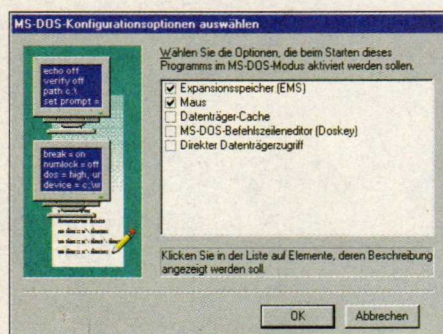 MS-DOS-Konfigurationsoptionen auswählen
echo off
verify off
path c:\
set prompt =
break = on
numlock = off
dos = high, ur
device = c:\w
Wählen Sie die Optionen, die beim Starten dieses
Programms im MS-DOS-Modus aktiviert werden sollen.
Expansionsspeicher (EMS)
Maus
Datenträger-Cache
MS-DOS-Befehlszeileneditor (Doskey)
Direkter Datenträgerzugriff
Klicken Sie in der Liste auf Elemente, deren Beschreibung
angezeigt werden soll.
OK
Abbrechen